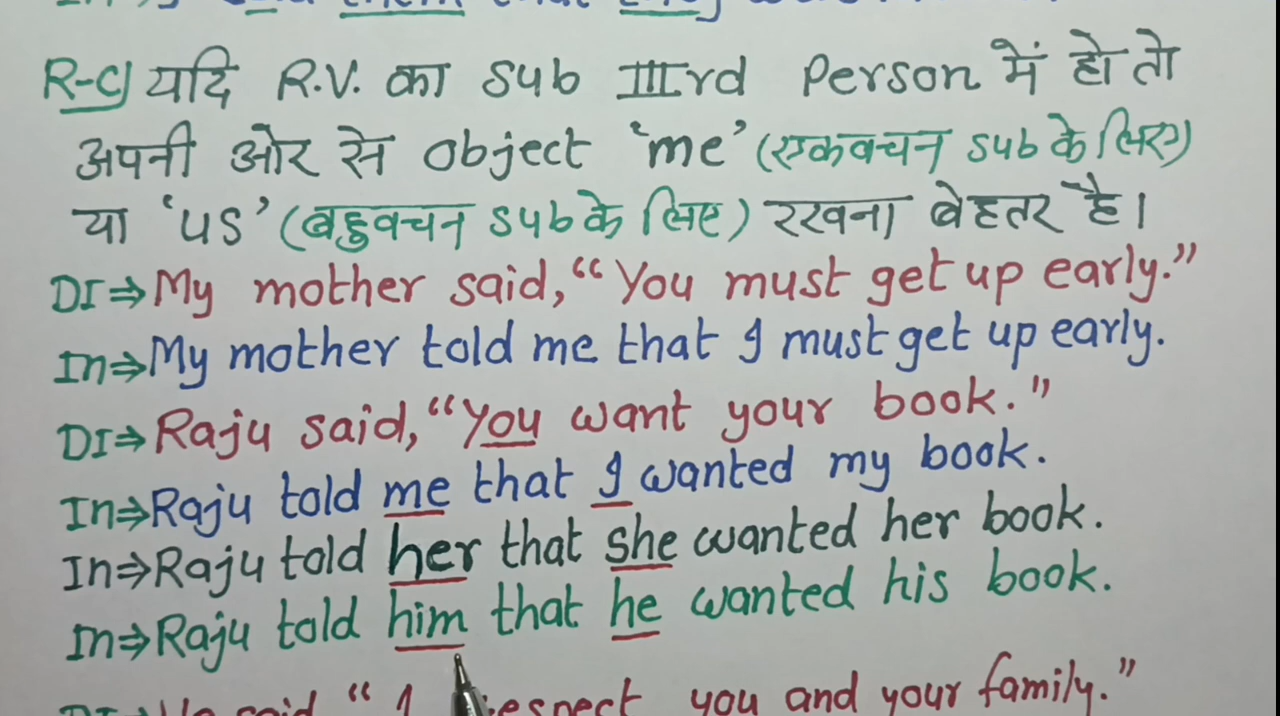 R-C) यदि R.V. का sub IIIrd Person में हो तो
अपनी ओर से object 'me' (एकवचन sub के लिए)
या 'us' (बहुवचन sub के लिए) रखना बेहतर है।
DI⇒ My mother said, “You must get up early.”
In⇒ My mother told me that I must get up early.
DI⇒ Raju said, “You want your book.”
In⇒ Raju told me that I wanted my book.
In⇒ Raju told her that she wanted her book.
In⇒ Raju told him that he wanted his book.
said “I respect you and your family.”